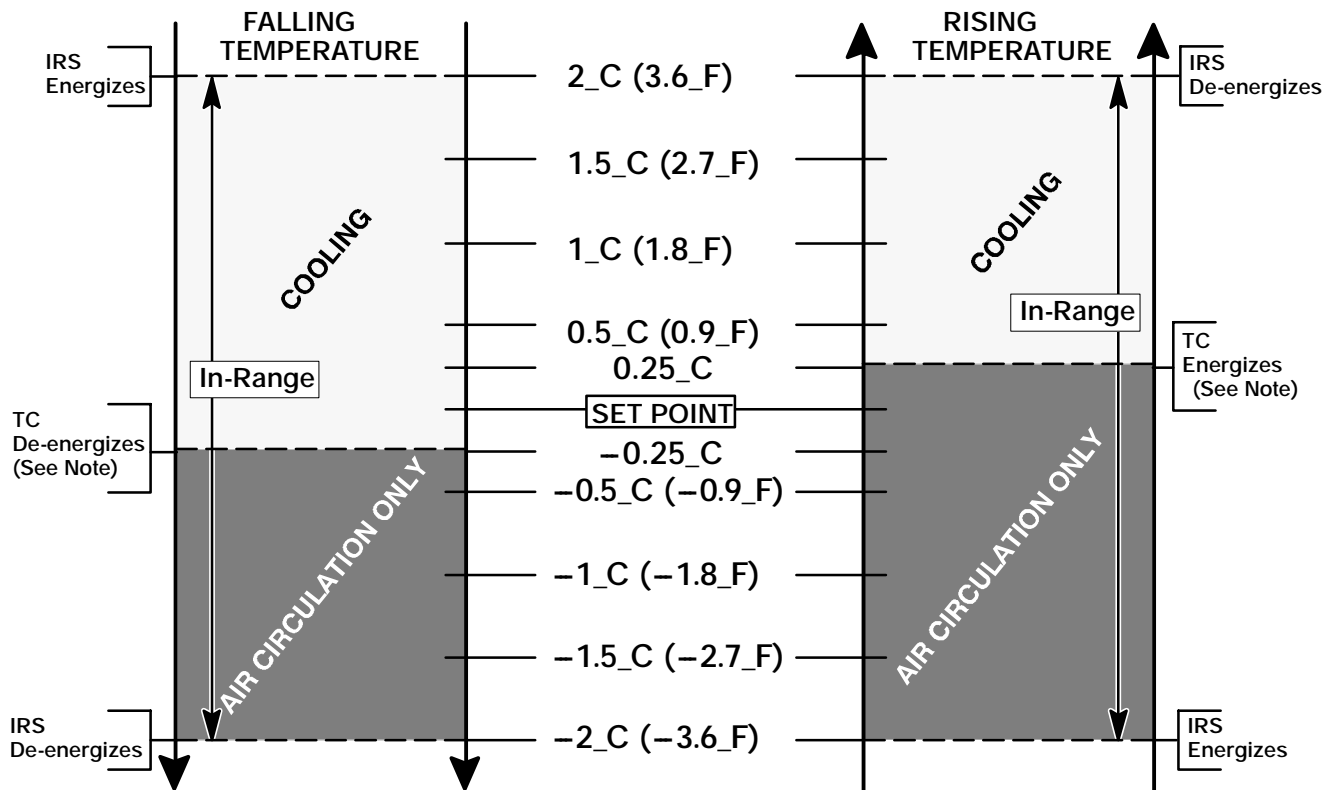 FALLING
TEMPERATURE
IRS
Energizes
COOLING
In-Range
TC
De-energizes
(See Note)
AIR CIRCULATION ONLY
IRS
De-energizes
2_C (3.6_F)
1.5_C (2.7_F)
1_C (1.8_F)
0.5_C (0.9_F)
0.25_C
SET POINT
--0.25_C
--0.5_C (--0.9_F)
--1_C (--1.8_F)
--1.5_C (--2.7_F)
--2_C (--3.6_F)
RISING
TEMPERATURE
IRS
De-energizes
COOLING
In-Range
TC
Energizes
(See Note)
AIR CIRCULATION ONLY
IRS
Energizes